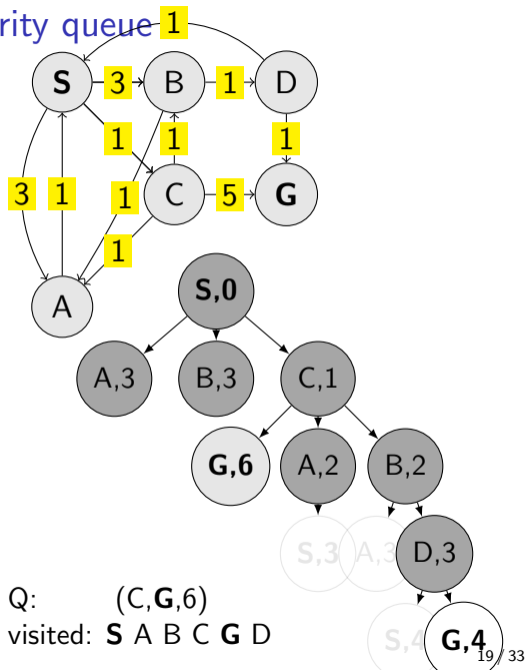 rity queue
1
S 3 B 1 D
1 1 1
3 1 1 C 5 G
1
A
S,0
A,3 B,3 C,1
G,6 A,2 B,2
S,3 A,3 D,3
Q: (C,G,6)
visited: S A B C G D
S,4 G,4
19 / 33